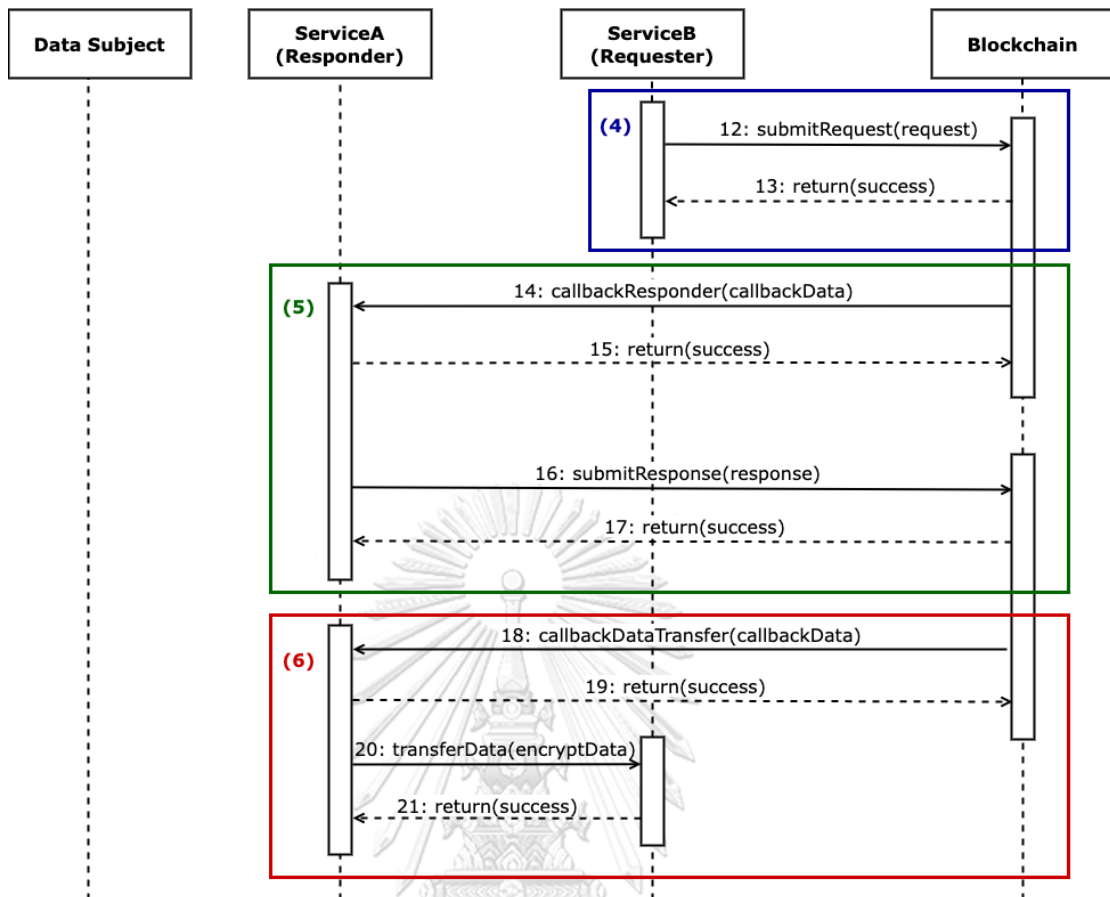 Data Subject
ServiceA
(Responder)
ServiceB
(Requester)
Blockchain
(4)
12: submitRequest(request)
13: return(success)
(5)
14: callbackResponder(callbackData)
15: return(success)
16: submitResponse(response)
17: return(success)
(6)
18: callbackDataTransfer(callbackData)
19: return(success)
20: transferData(encryptData)
21: return(success)